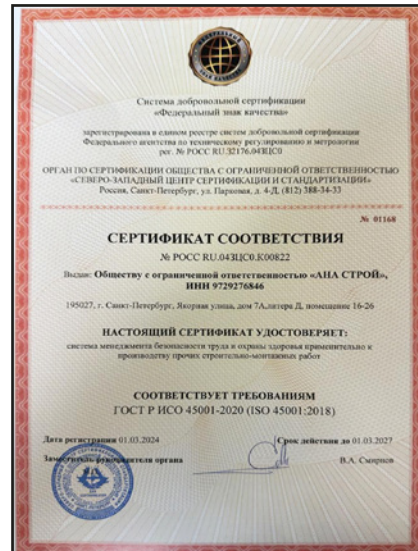 Система добровольной сертификации
«Федеральный знак качества»
зарегистрирована в едином реестре систем добровольной сертификации
Федерального агентства по техническому регулированию и метрологии
рег. № РОСС RU.32176.04ЯЦС0
ОРГАН ПО СЕРТИФИКАЦИИ ОБЩЕСТВА С ОГРАНИЧЕННОЙ ОТВЕТСТВЕННОСТЬЮ
«СЕВЕРО-ЗАПАДНЫЙ ЦЕНТР СЕРТИФИКАЦИИ И СТАНДАРТИЗАЦИИ»
Россия, Санкт-Петербург, ул. Парковая, д. 4-Д, (812) 388-34-33
№ 01168
СЕРТИФИКАТ СООТВЕТСТВИЯ
№ РОСС RU.04ЗЦС0.К00822
Выдан: Обществу с ограниченной ответственностью «АНА СТРОЙ»,
ИНН 9729276846
195027, г. Санкт-Петербург, Якорная улица, дом 7А,литера Д, помещение 16-26
НАСТОЯЩИЙ СЕРТИФИКАТ УДОСТОВЕРЯЕТ:
система менеджмента безопасности труда и охраны здоровья применительно к
производству прочих строительно-монтажных работ
СООТВЕТСТВУЕТ ТРЕБОВАНИЯМ
ГОСТ Р ИСО 45001-2020 (ISO 45001:2018)
Дата регистрации 01.03.2024 Срок действия до 01.03.2027
Заместитель руководителя органа В.А. Смирнов